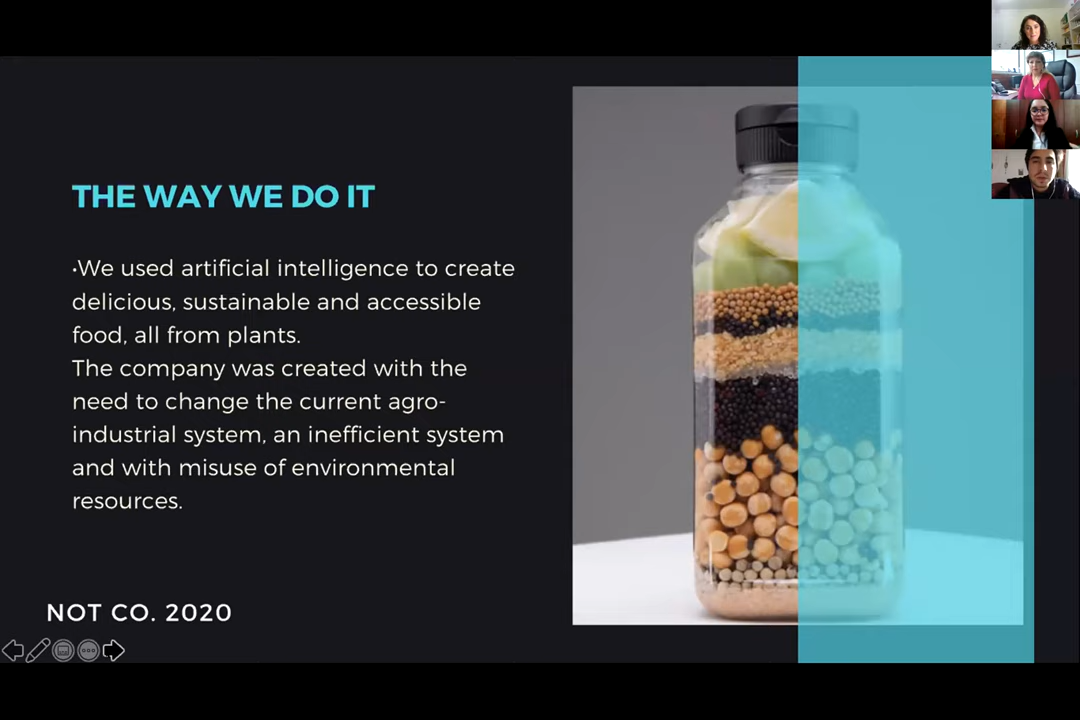 THE WAY WE DO IT
·We used artificial intelligence to create
delicious, sustainable and accessible
food, all from plants.
The company was created with the
need to change the current agro-
industrial system, an inefficient system
and with misuse of environmental
resources.
NOT CO. 2020